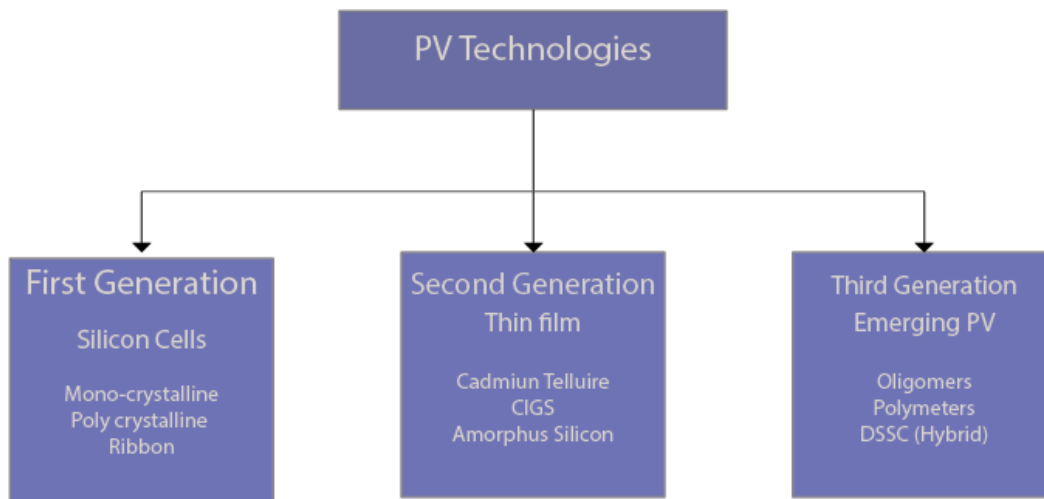 PV Technologies
First Generation
Silicon Cells
Mono-crystalline
Poly crystalline
Ribbon
Second Generation
Thin film
Cadmiun Telluire
CIGS
Amorphus Silicon
Third Generation
Emerging PV
Oligomers
Polymeters
DSSC (Hybrid)